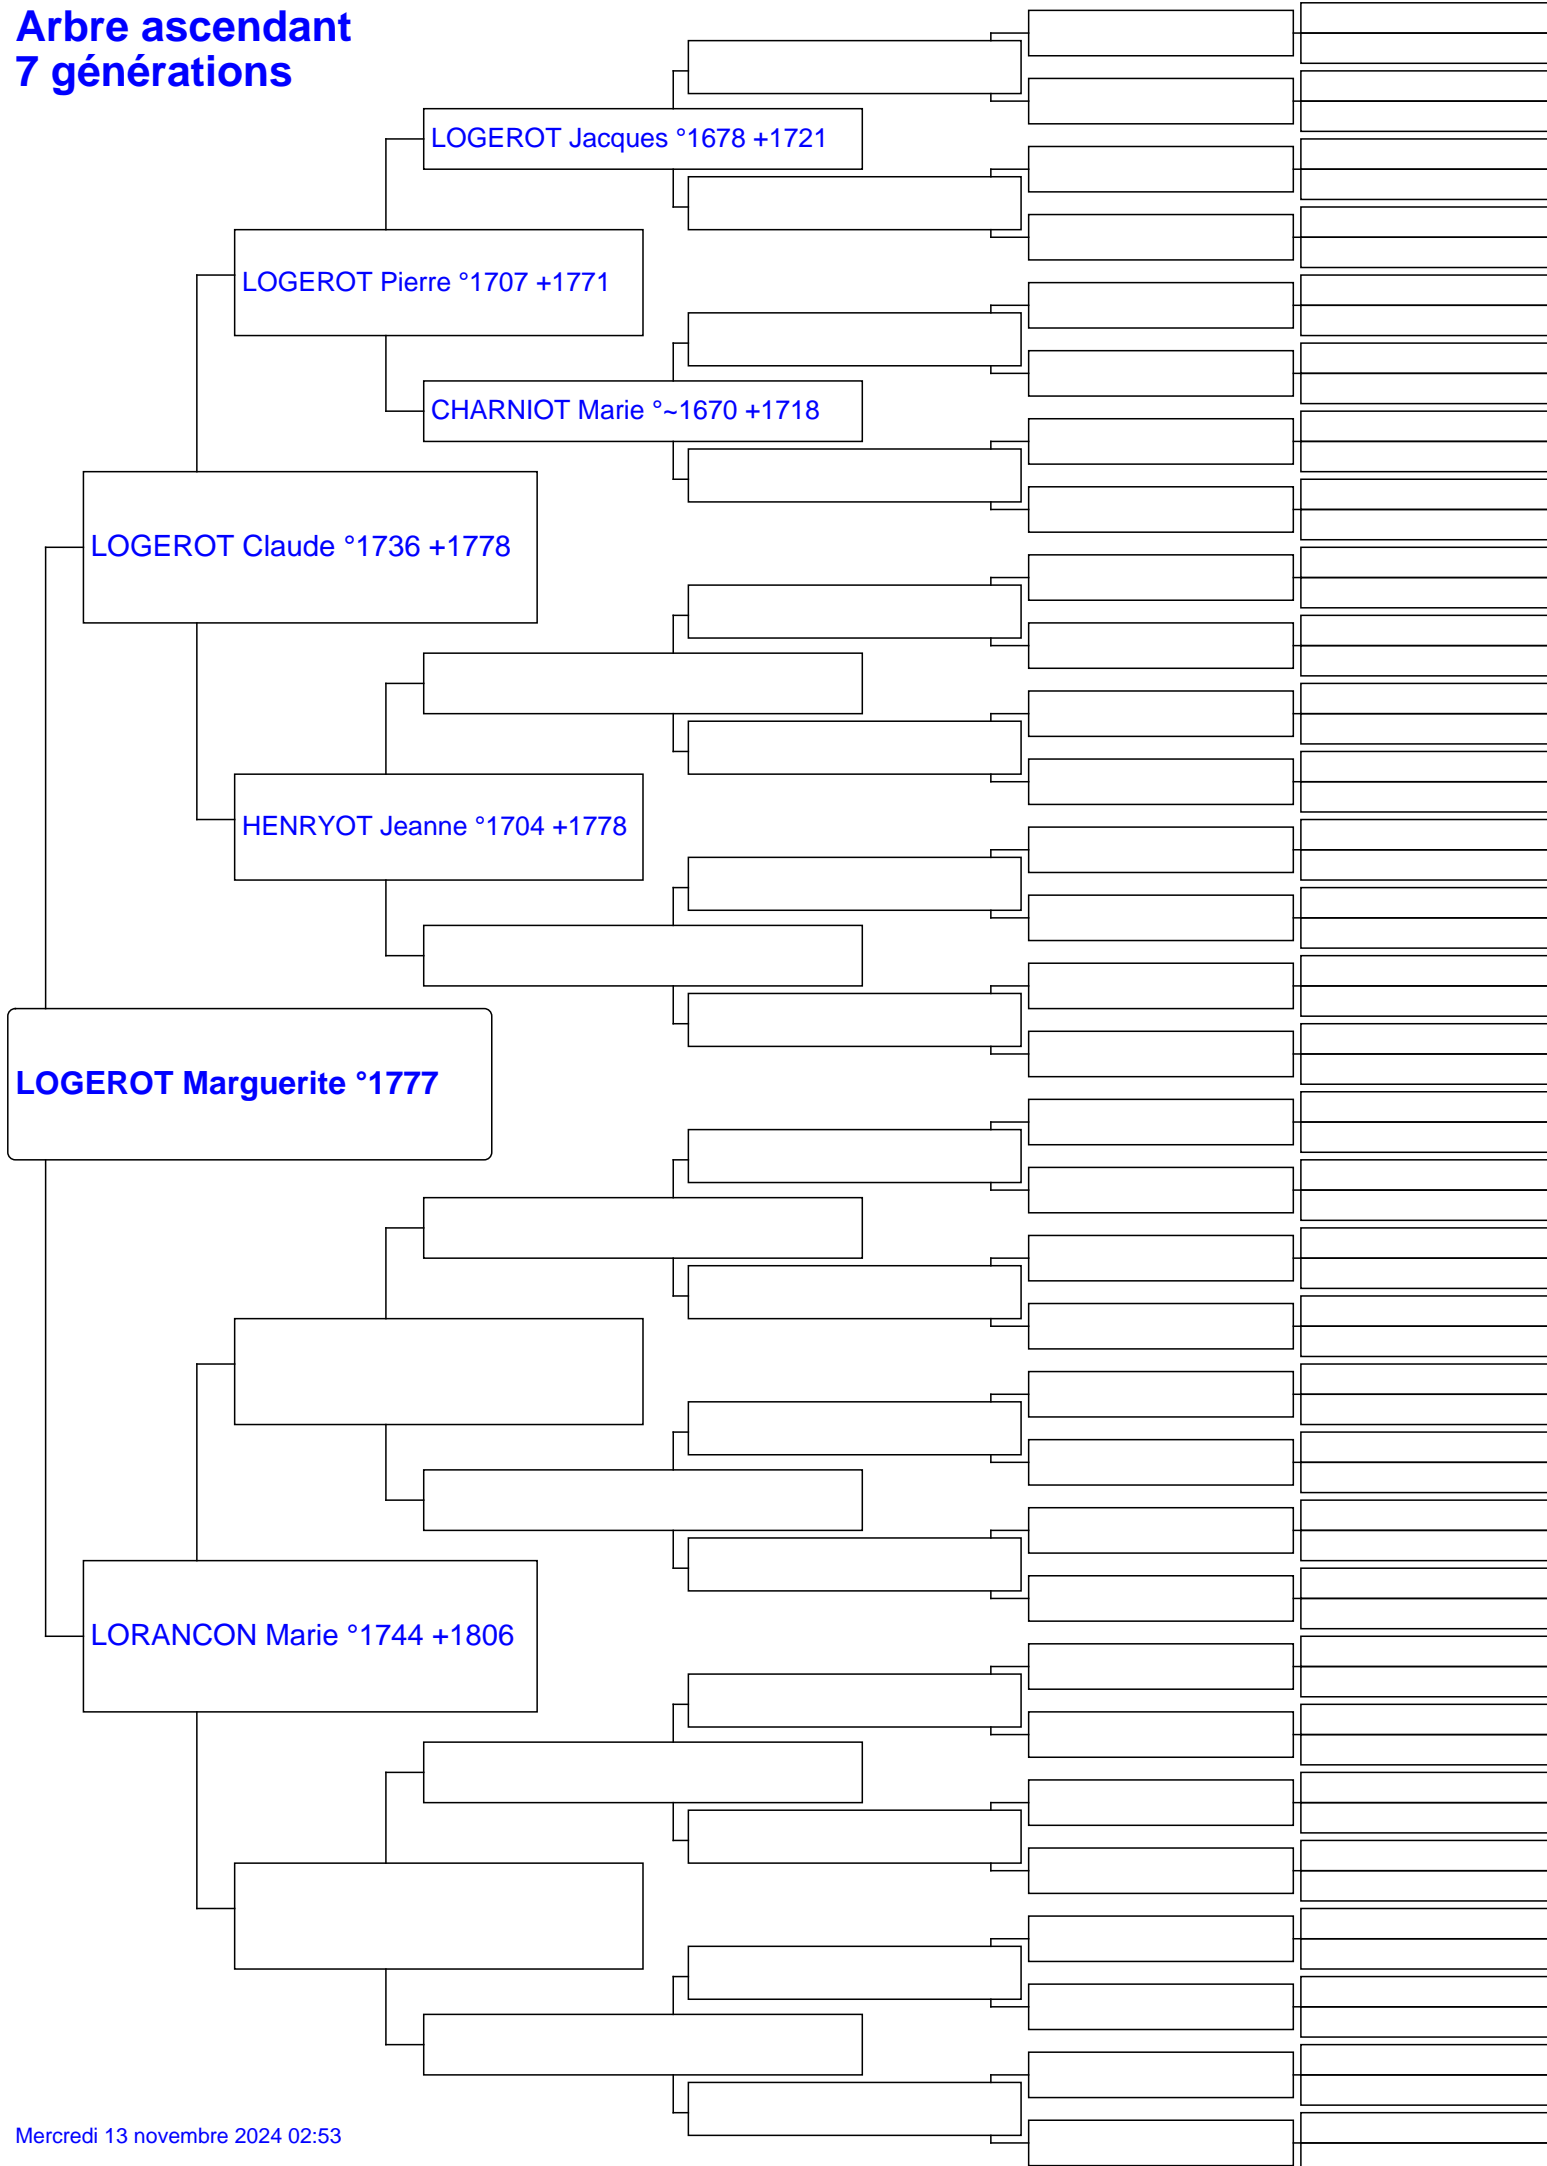 Arbre ascendant
7 générations
LOGEROT Jacques °1678 +1721
LOGEROT Pierre °1707 +1771
CHARNIOT Marie °~1670 +1718
LOGEROT Claude °1736 +1778
HENRYOT Jeanne °1704 +1778
LOGEROT Marguerite °1777
LORANCON Marie °1744 +1806
Mercredi 13 novembre 2024 02:53